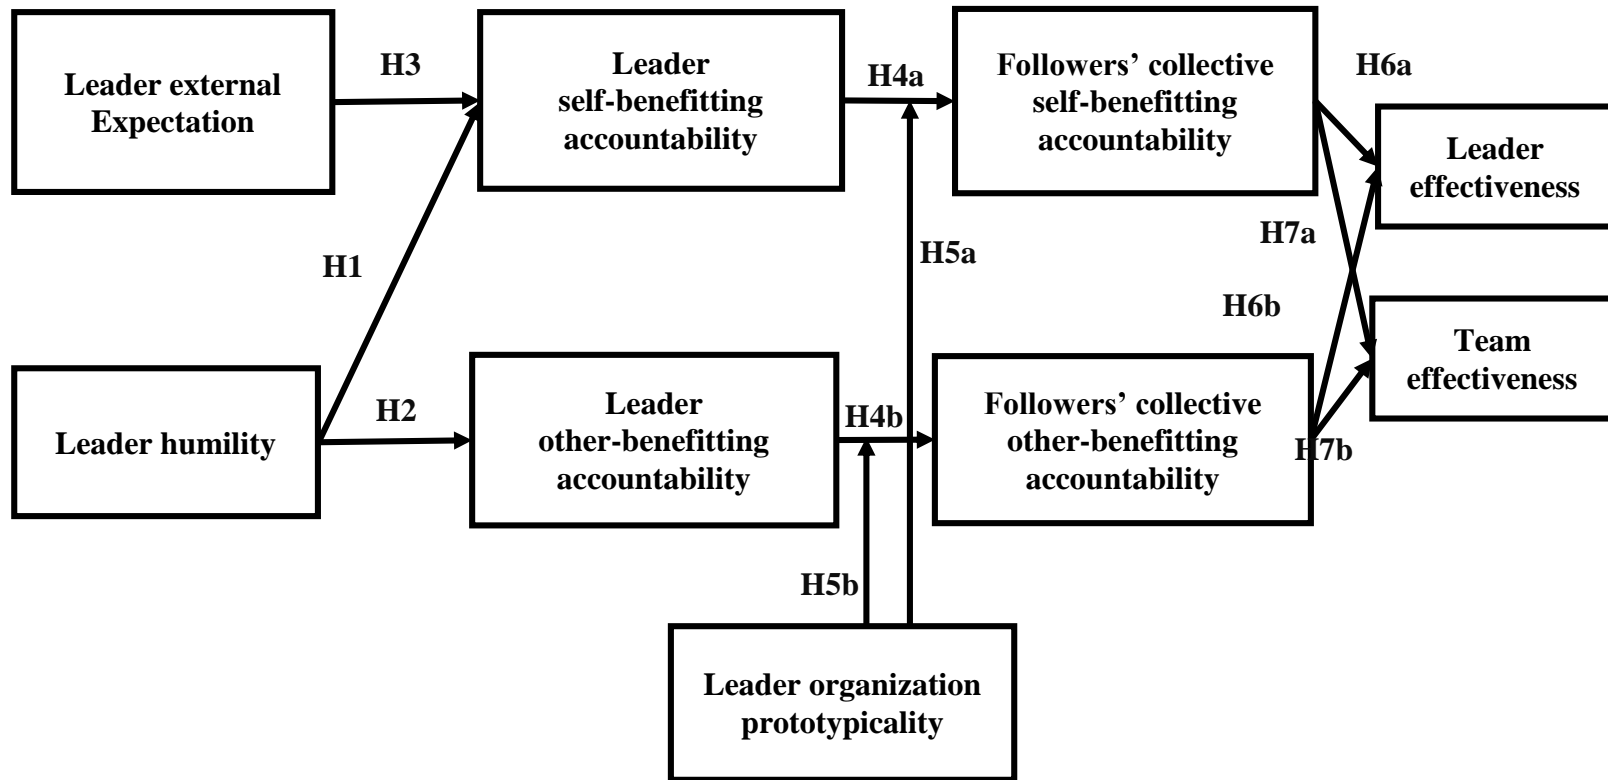 Leader external
Expectation
H3
Leader
self-benefitting
accountability
H4a
Followers’ collective
self-benefitting
accountability
H6a
Leader
effectiveness
H1
H5a
H7a
H6b
Team
effectiveness
Leader humility
H2
Leader
other-benefitting
accountability
H4b
Followers’ collective
other-benefitting
accountability
H7b
H5b
Leader organization
prototypicality